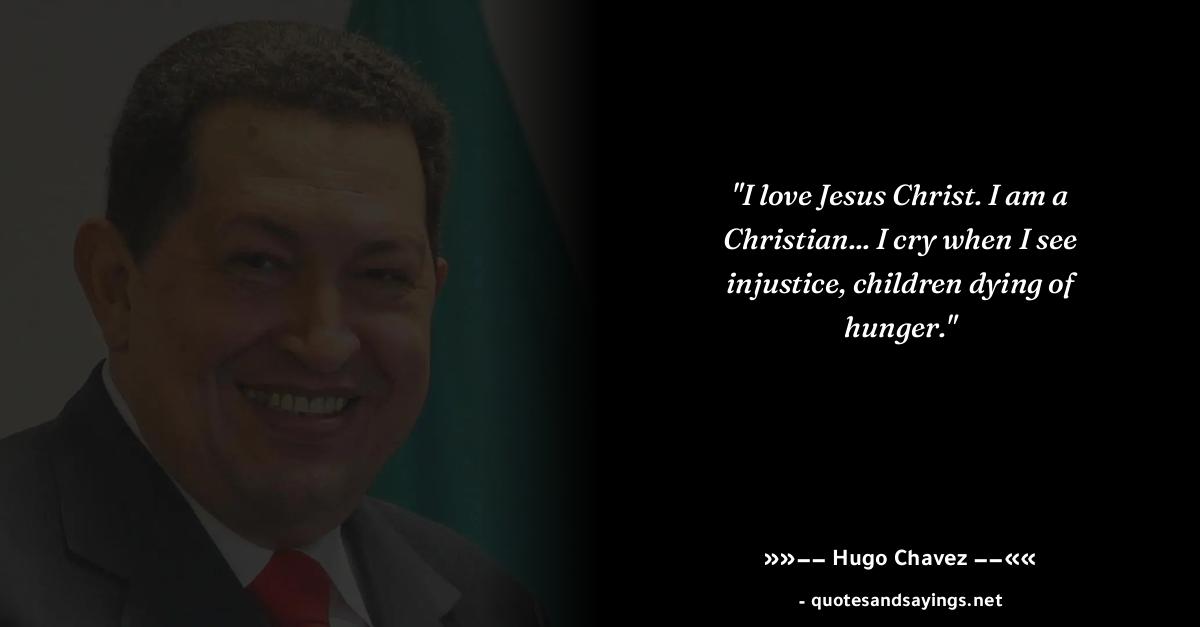 "I love Jesus Christ. I am a
Christian... I cry when I see
injustice, children dying of
hunger."
»»−− Hugo Chavez −−««
- quotesandsayings.net